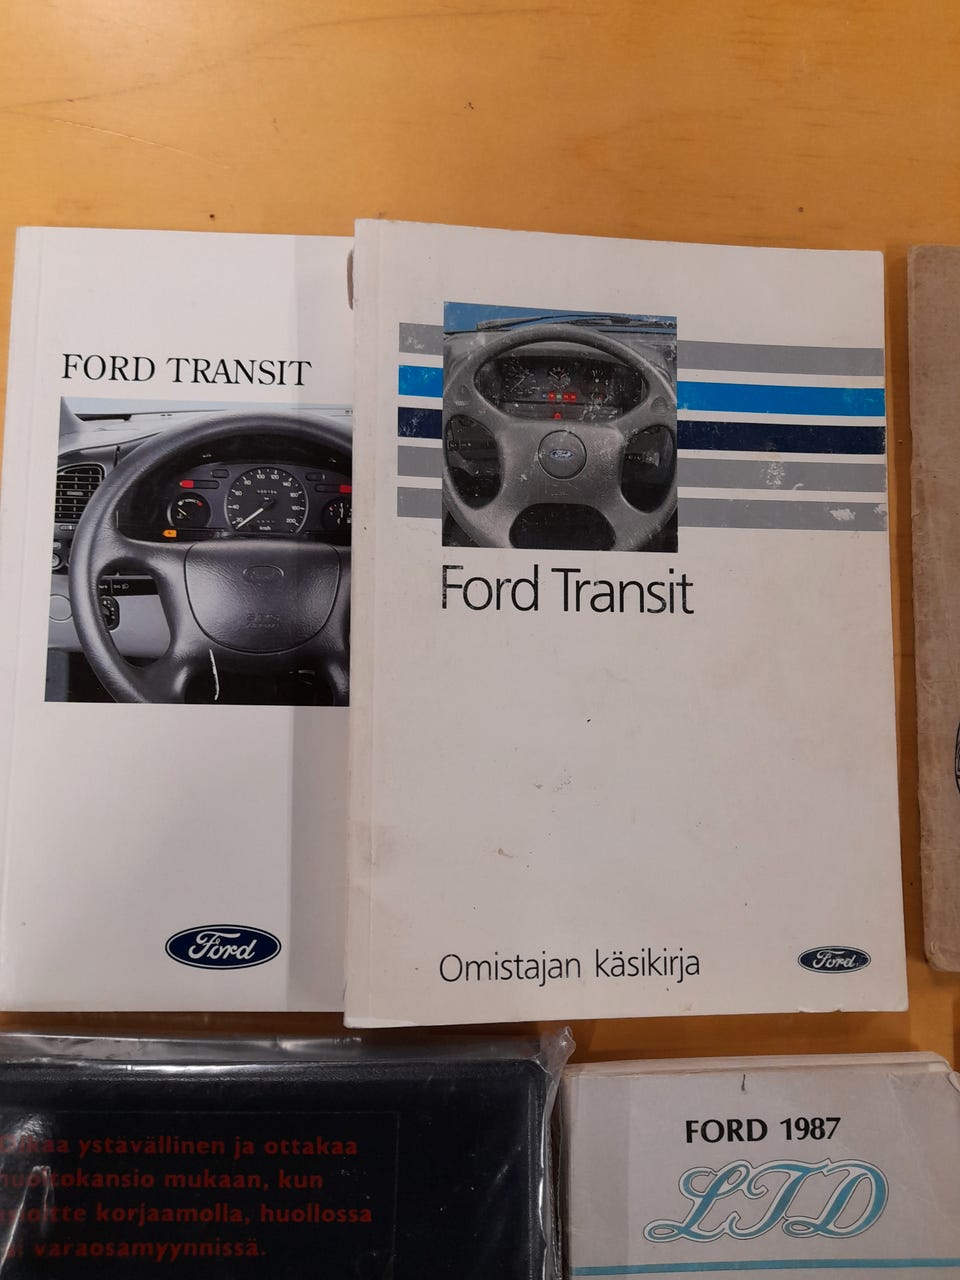 FORD TRANSIT
Ford
Ford Transit
Omistajan käsikirja
Ford
ystävällinen ja ottakaa
mukaan, kun
korjaamolla, huollossa
varaosamyynnissä.
FORD 1987
LTD